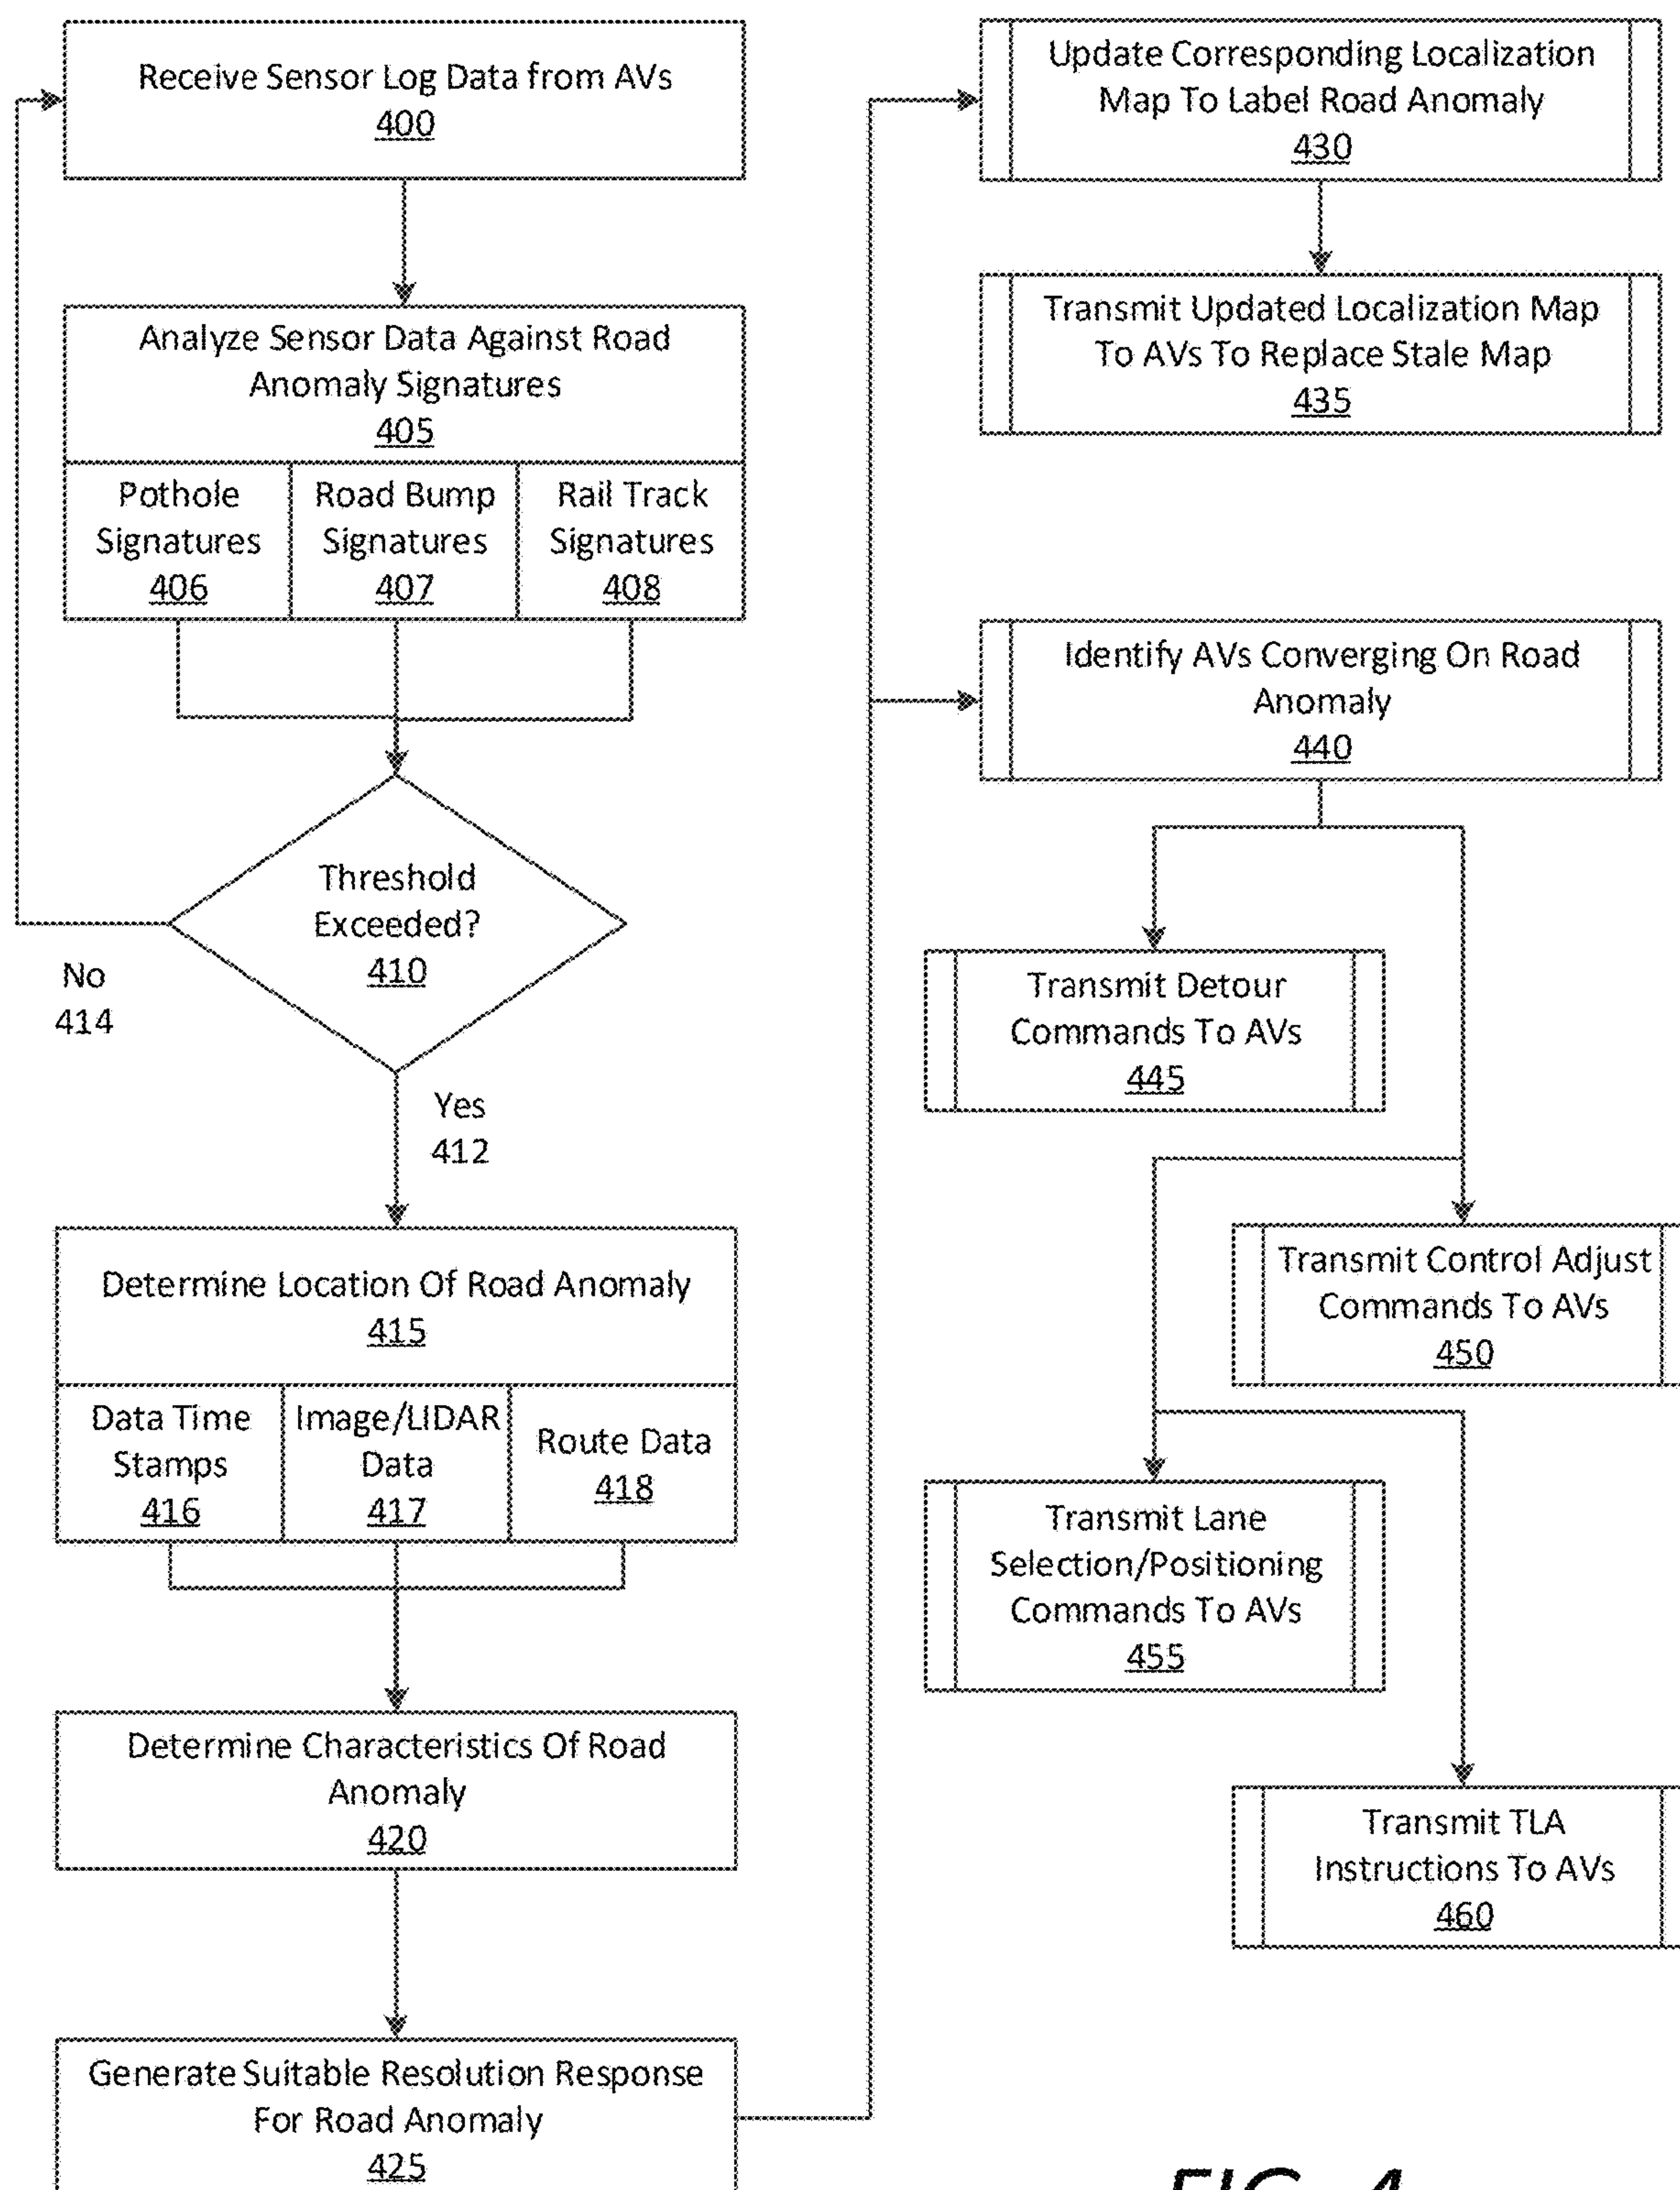 Receive Sensor Log Data from AVs
400
Analyze Sensor Data Against Road
Anomaly Signatures
405
Pothole
Signatures
406
Road Bump
Signatures
407
Rail Track
Signatures
408
Threshold
Exceeded?
410
No
414
Yes
412
Determine Location Of Road Anomaly
415
Data Time
Stamps
416
Image/LIDAR
Data
417
Route Data
418
Determine Characteristics Of Road
Anomaly
420
Generate Suitable Resolution Response
For Road Anomaly
425
Update Corresponding Localization
Map To Label Road Anomaly
430
Transmit Updated Localization Map
To AVs To Replace Stale Map
435
Identify AVs Converging On Road
Anomaly
440
Transmit Detour
Commands To AVs
445
Transmit Control Adjust
Commands To AVs
450
Transmit Lane
Selection/Positioning
Commands To AVs
455
Transmit TLA
Instructions To AVs
460
FIG. 4